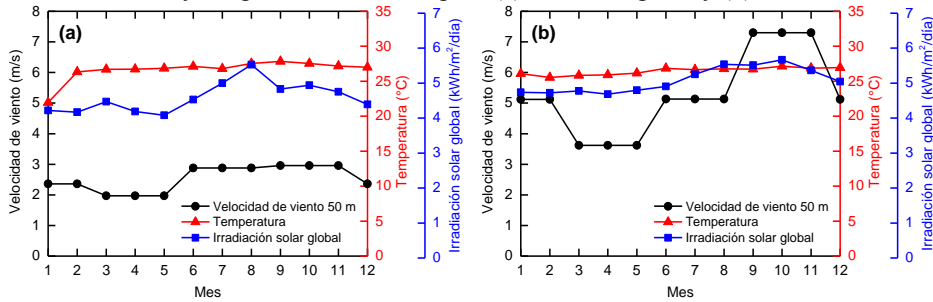 (a)
8
7
6
5
4
3
2
1
0
Velocidad de viento (m/s)
1 2 3 4 5 6 7 8 9 10 11 12
Mes
Velocidad de viento 50 m
Temperatura
Irradiación solar global
35
30
25
20
15
10
5
0
Temperatura (°C)
7
6
5
4
3
2
1
0
Irradiación solar global (kWh/m²/día)
(b)
8
7
6
5
4
3
2
1
0
Velocidad de viento (m/s)
1 2 3 4 5 6 7 8 9 10 11 12
Mes
Velocidad de viento 50 m
Temperatura
Irradiación solar global
35
30
25
20
15
10
5
0
Temperatura (°C)
7
6
5
4
3
2
1
0
Irradiación solar global (kWh/m²/día)